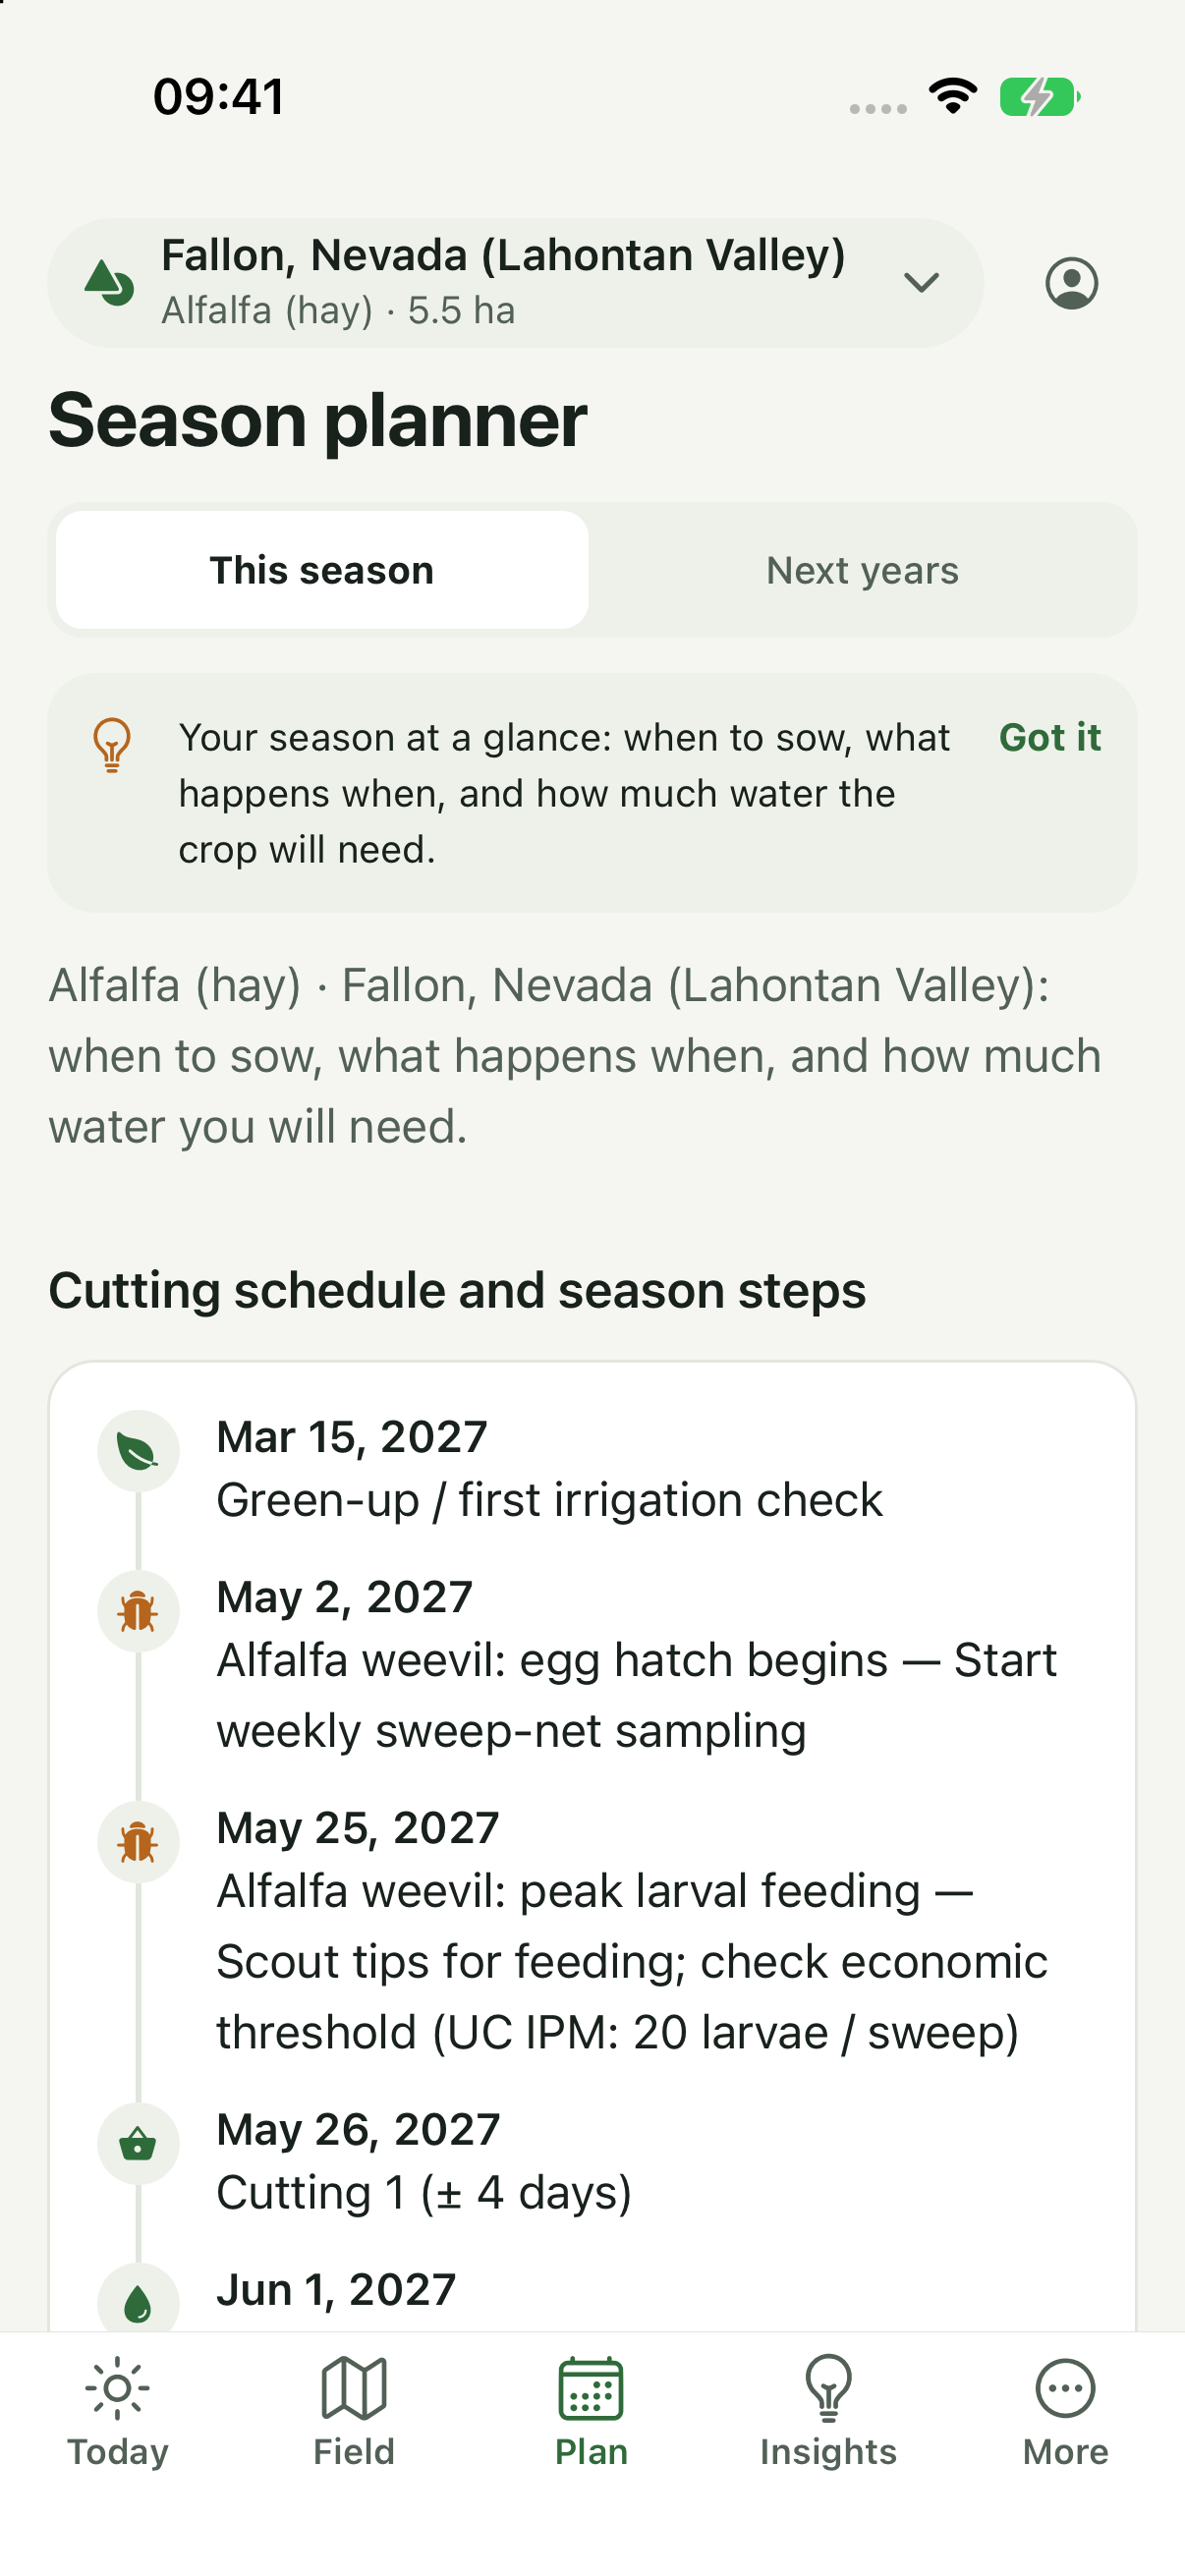 09:41
Fallon, Nevada (Lahontan Valley)
Alfalfa (hay) · 5.5 ha
Season planner
This season
Next years
Your season at a glance: when to sow, what
happens when, and how much water the
crop will need.
Got it
Alfalfa (hay) · Fallon, Nevada (Lahontan Valley):
when to sow, what happens when, and how much
water you will need.
Cutting schedule and season steps
Mar 15, 2027
Green-up / first irrigation check
May 2, 2027
Alfalfa weevil: egg hatch begins — Start
weekly sweep-net sampling
May 25, 2027
Alfalfa weevil: peak larval feeding —
Scout tips for feeding; check economic
threshold (UC IPM: 20 larvae / sweep)
May 26, 2027
Cutting 1 (± 4 days)
Jun 1, 2027
Today
Field
Plan
Insights
More